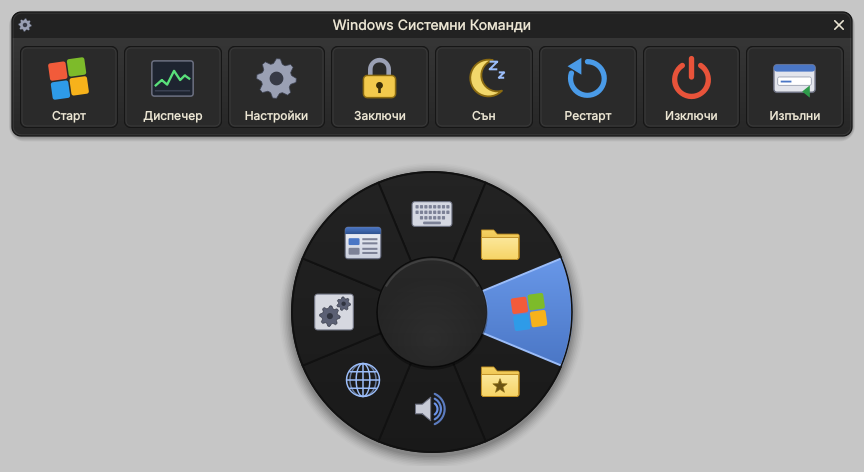 Windows Системни Команди
Старт
Диспечер
Настройки
Заключи
Сън
Рестарт
Изключи
Изпълни